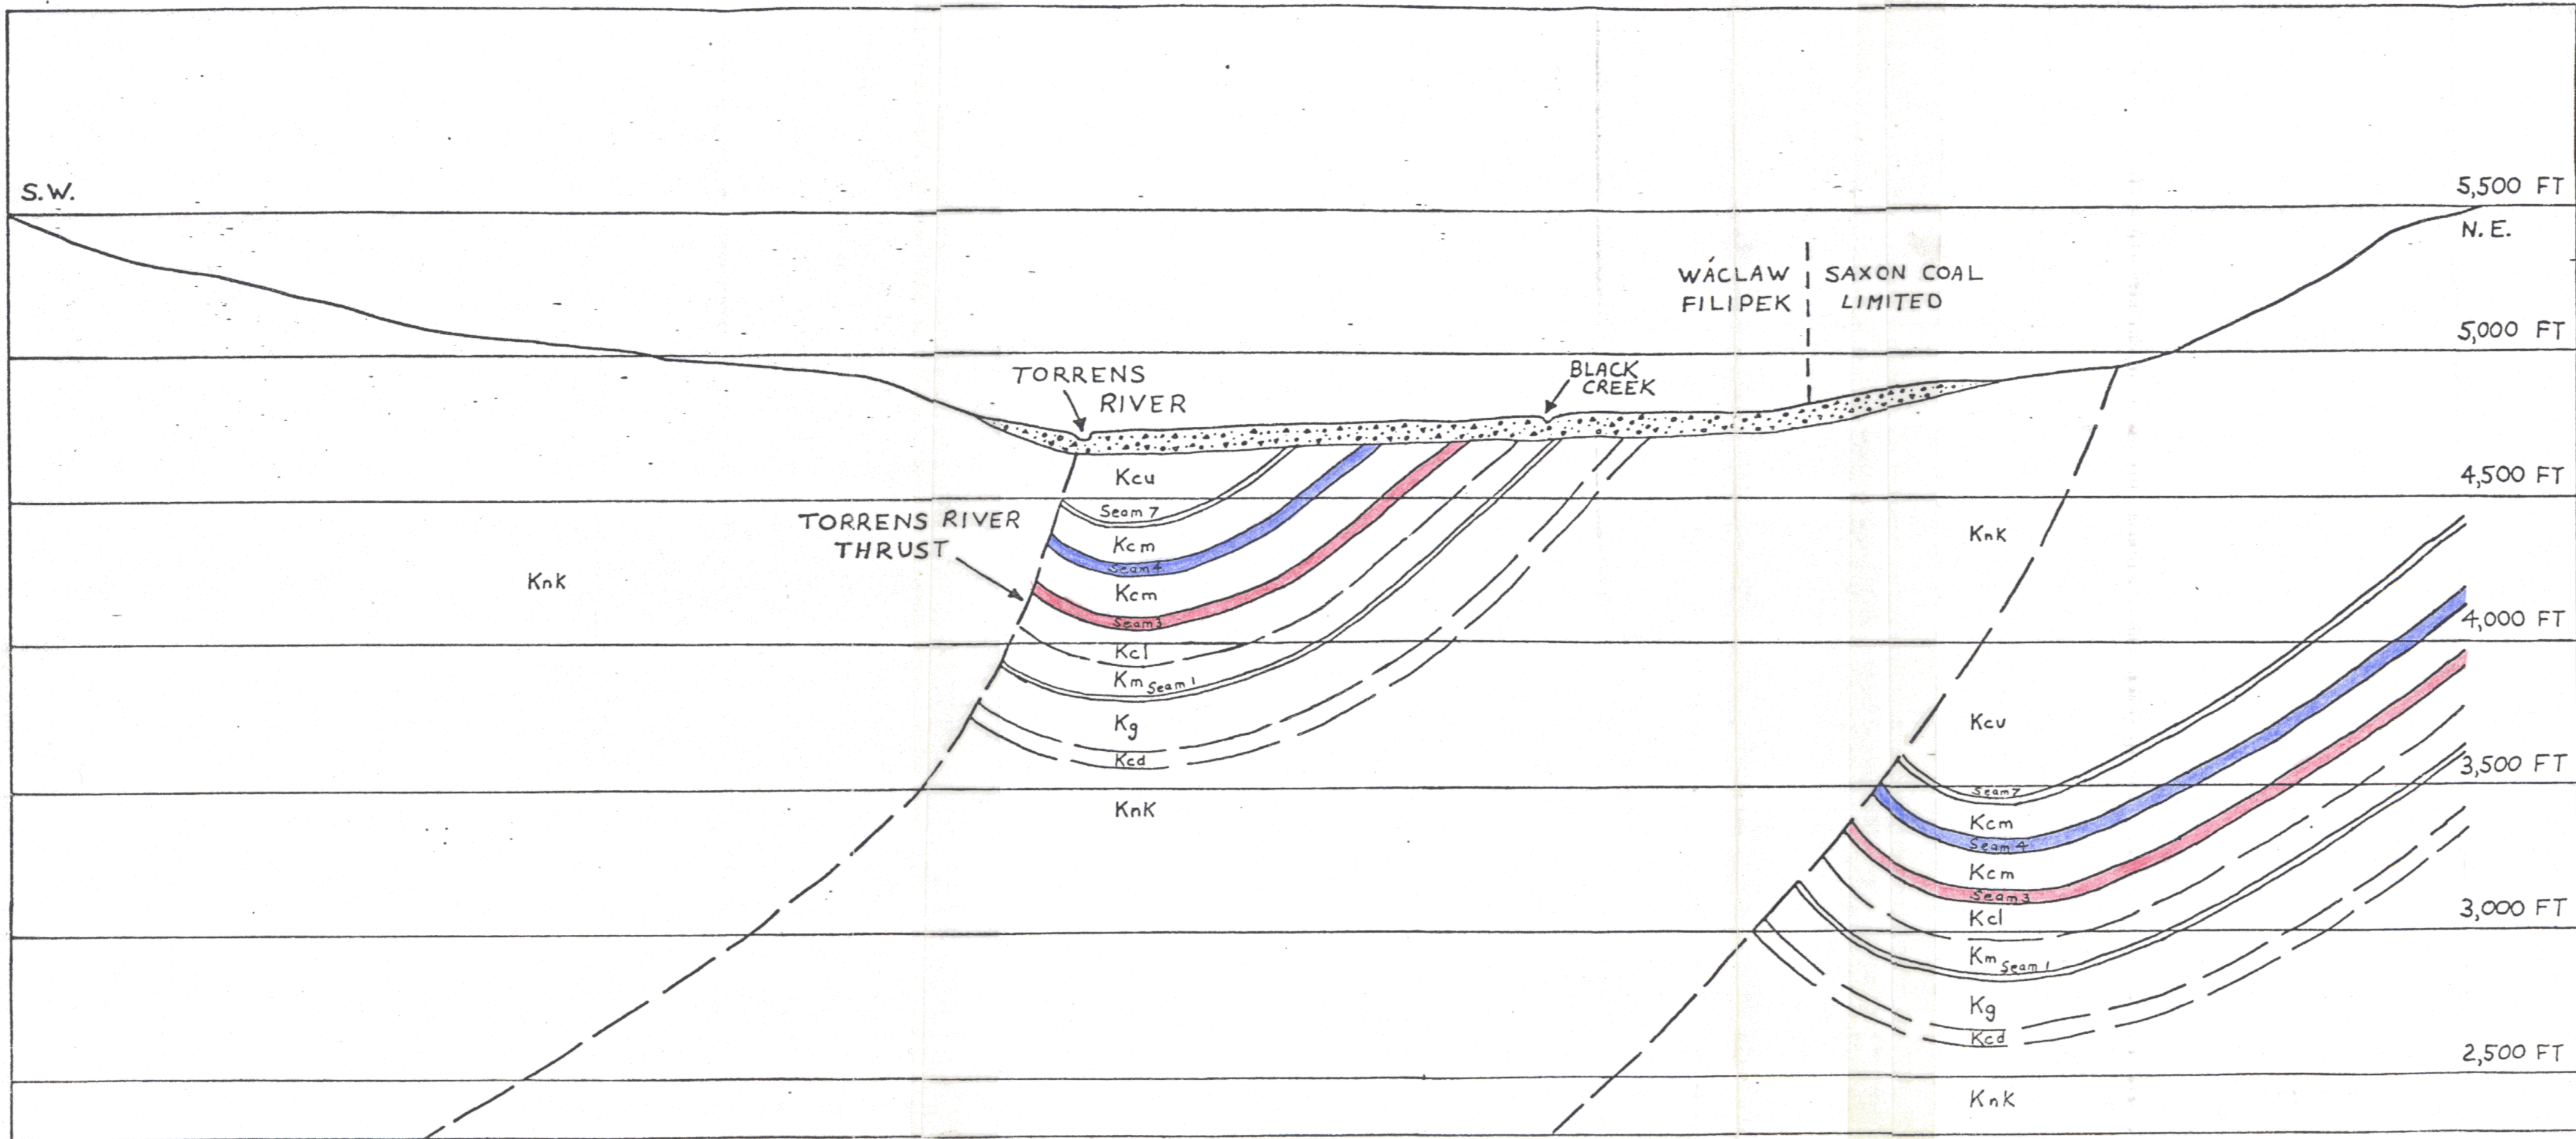 S.W.
5,500 FT
N.E.
WÁCLAW
FILIPEK
SAXON COAL
LIMITED
5,000 FT
TORRENS
RIVER
BLACK
CREEK
4,500 FT
Kcu
Seam 7
TORRENS RIVER
THRUST
Kcm
Seam 4
Knk
Kcm
Seam 3
Knk
4,000 FT
Kcl
Km Seam 1
Kg
Kcd
Knk
Kcu
3,500 FT
Seam 7
Kcm
Seam 4
Kcm
Seam 3
3,000 FT
Kcl
Km Seam 1
Kg
Kcd
2,500 FT
Knk